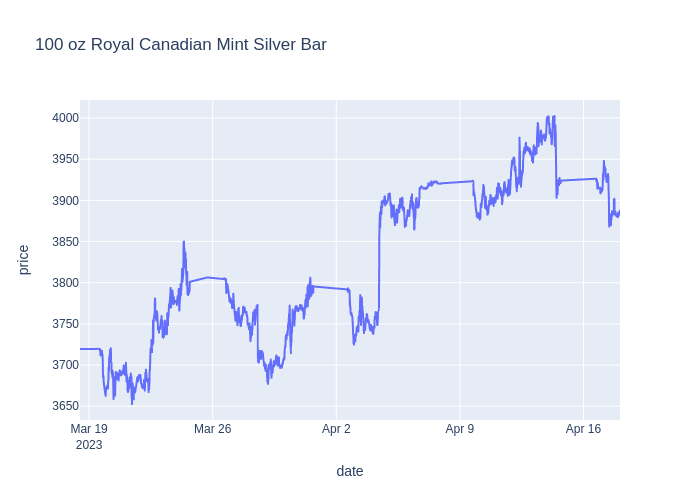 100 oz Royal Canadian Mint Silver Bar
4000
3950
3900
3850
3800
3750
3700
3650
price
Mar 19
2023
Mar 26
Apr 2
Apr 9
Apr 16
date